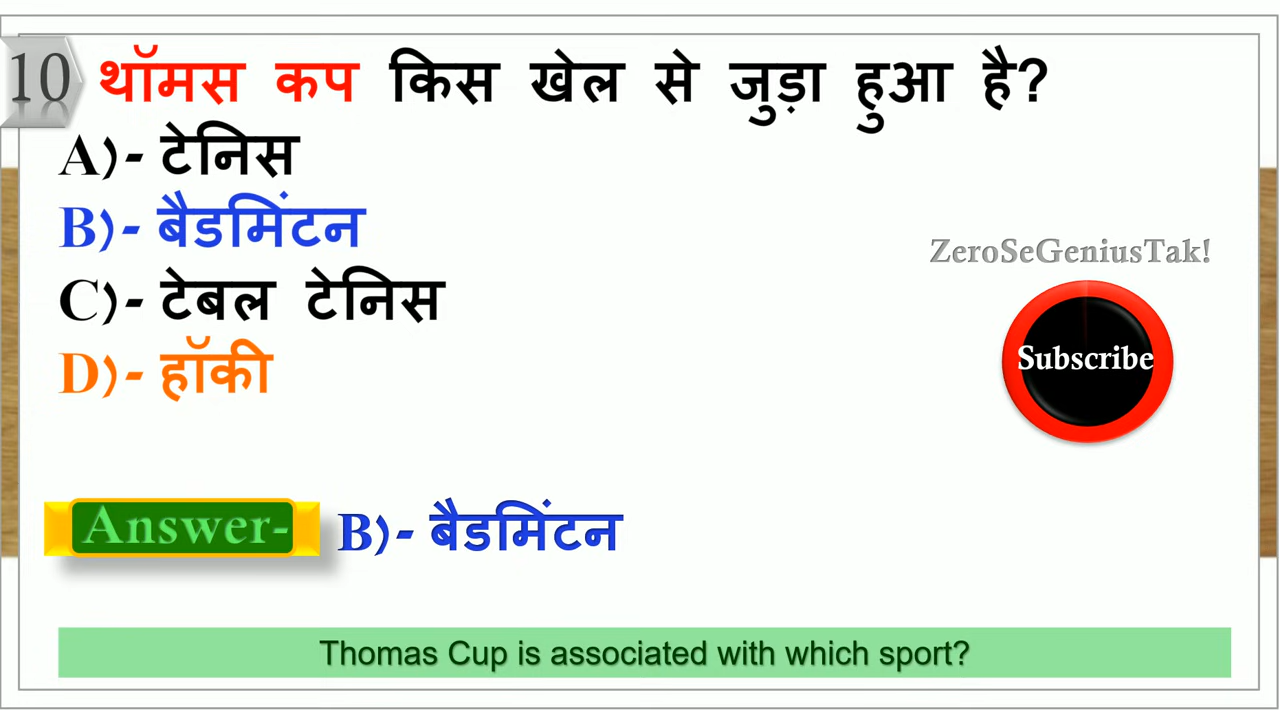 10 थॉमस कप किस खेल से जुड़ा हुआ है?
A)- टेनिस
B)- बैडमिंटन
ZeroSeGeniusTak!
C)- टेबल टेनिस
Subscribe
D)- हॉकी
Answer- B)- बैडमिंटन
Thomas Cup is associated with which sport?